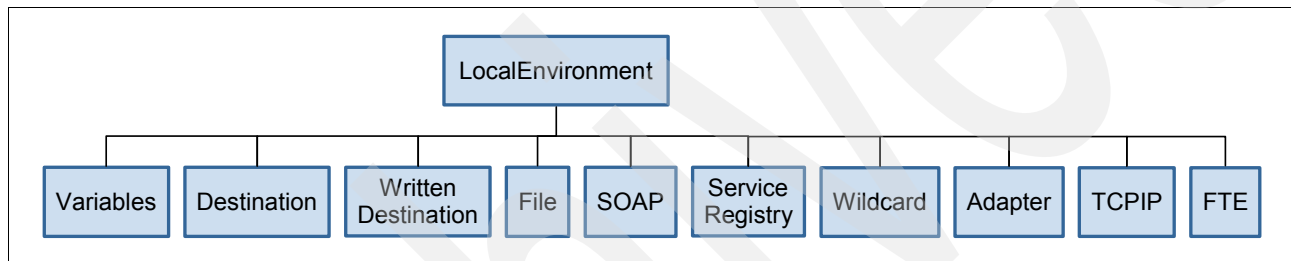 LocalEnvironment
Variables
Destination
Written
Destination
File
SOAP
Service
Registry
Wildcard
Adapter
TCPIP
FTE